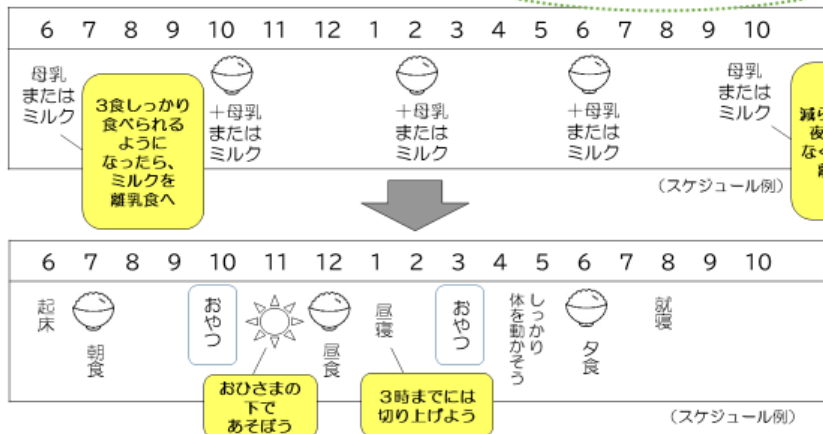 6 7 8 9 10 11 12 1 2 3 4 5 6 7 8 9 10
母乳
または
ミルク
3食しっかり
食べられる
ように
なったら、
ミルクを
離乳食へ
＋母乳
または
ミルク
＋母乳
または
ミルク
＋母乳
または
ミルク
母乳
または
ミルク
減ら
夜
なく
離
（スケジュール例）
6 7 8 9 10 11 12 1 2 3 4 5 6 7 8 9 10
起床
朝食
おやつ
おひさまの
下で
あそぼう
昼食
昼寝
3時までには
切り上げよう
おやつ
しっかり
体を動かそう
夕食
就寝
（スケジュール例）